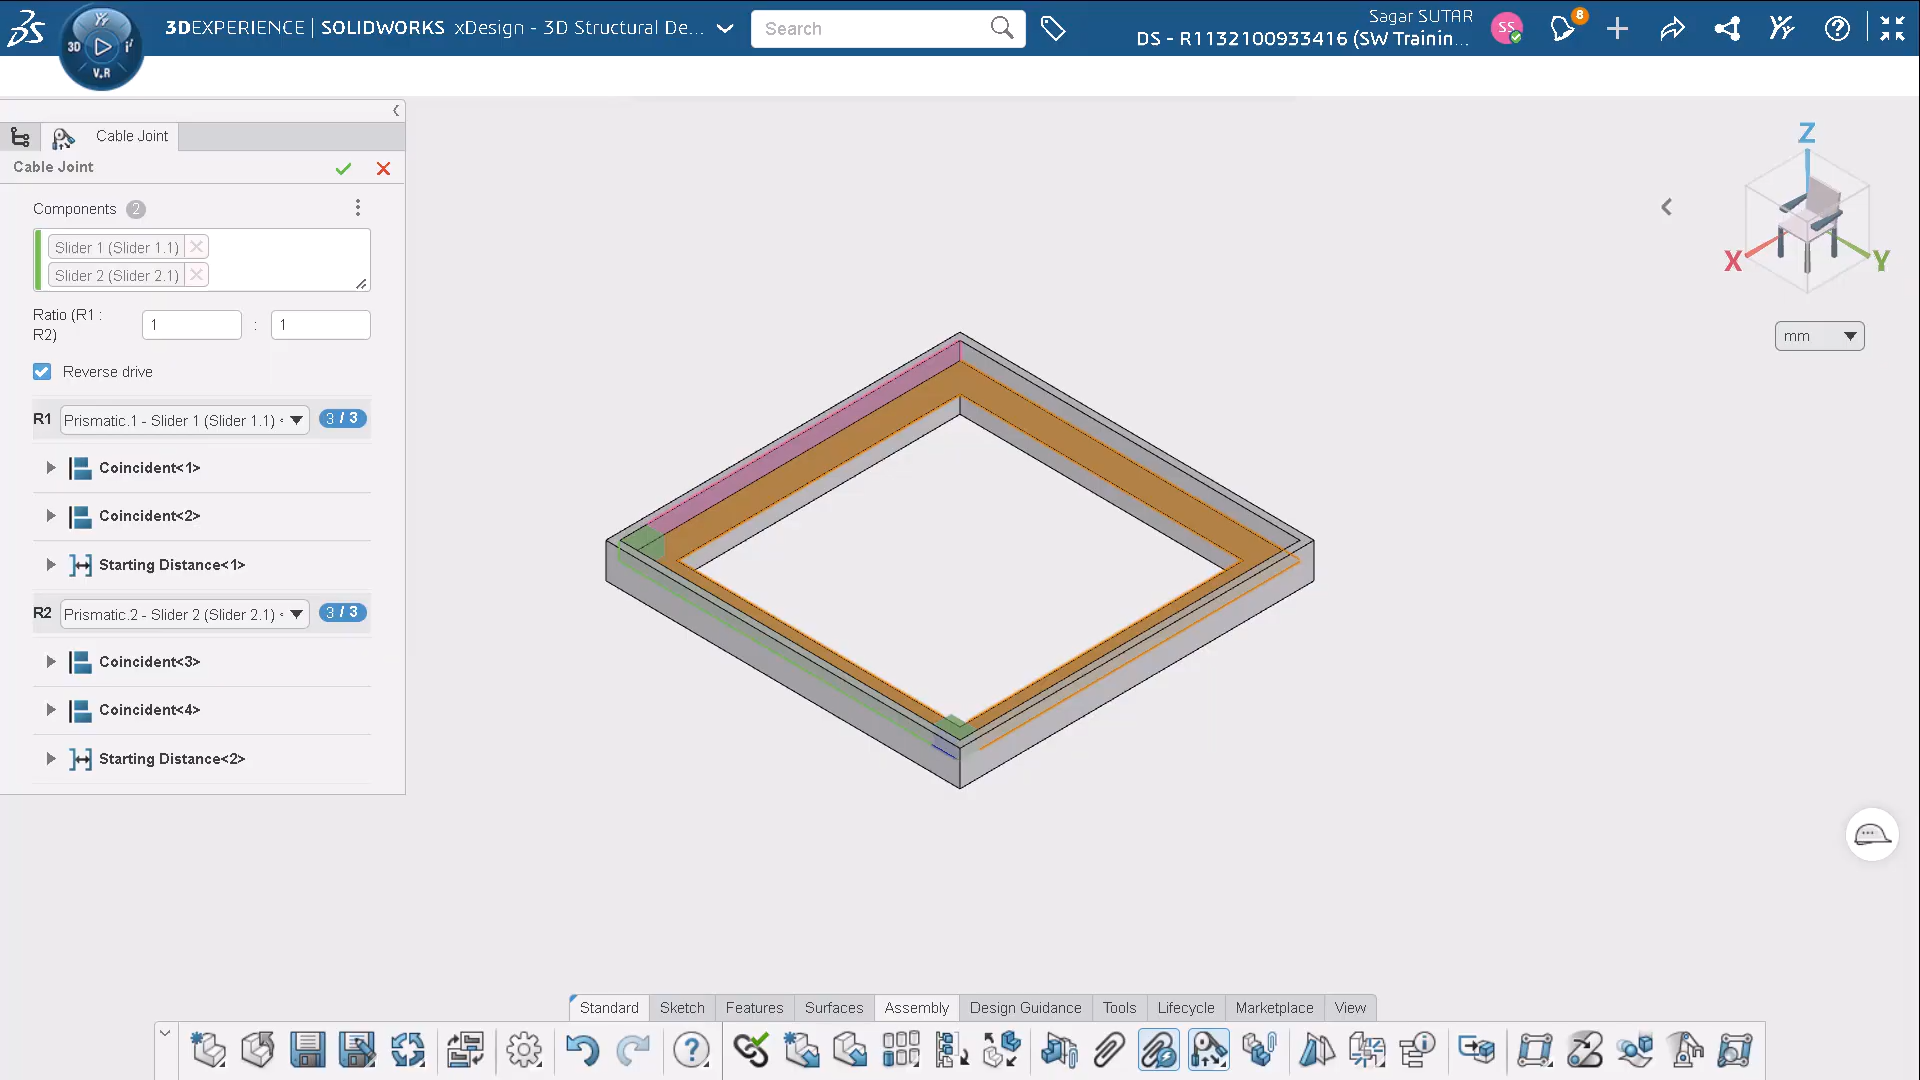 3DEXPERIENCE | SOLIDWORKS xDesign - 3D Structural De...
Search
Sagar SUTAR
DS - R1132100933416 (SW Trainin...
SS
8
3D
V.R
Cable Joint
Cable Joint
Components 2
Slider 1 (Slider 1.1)
Slider 2 (Slider 2.1)
Ratio (R1 : R2)
1 : 1
Reverse drive
R1 Prismatic.1 - Slider 1 (Slider 1.1) 3 / 3
Coincident<1>
Coincident<2>
Starting Distance<1>
R2 Prismatic.2 - Slider 2 (Slider 2.1) 3 / 3
Coincident<3>
Coincident<4>
Starting Distance<2>
Z
X
Y
mm
Standard Sketch Features Surfaces Assembly Design Guidance Tools Lifecycle Marketplace View